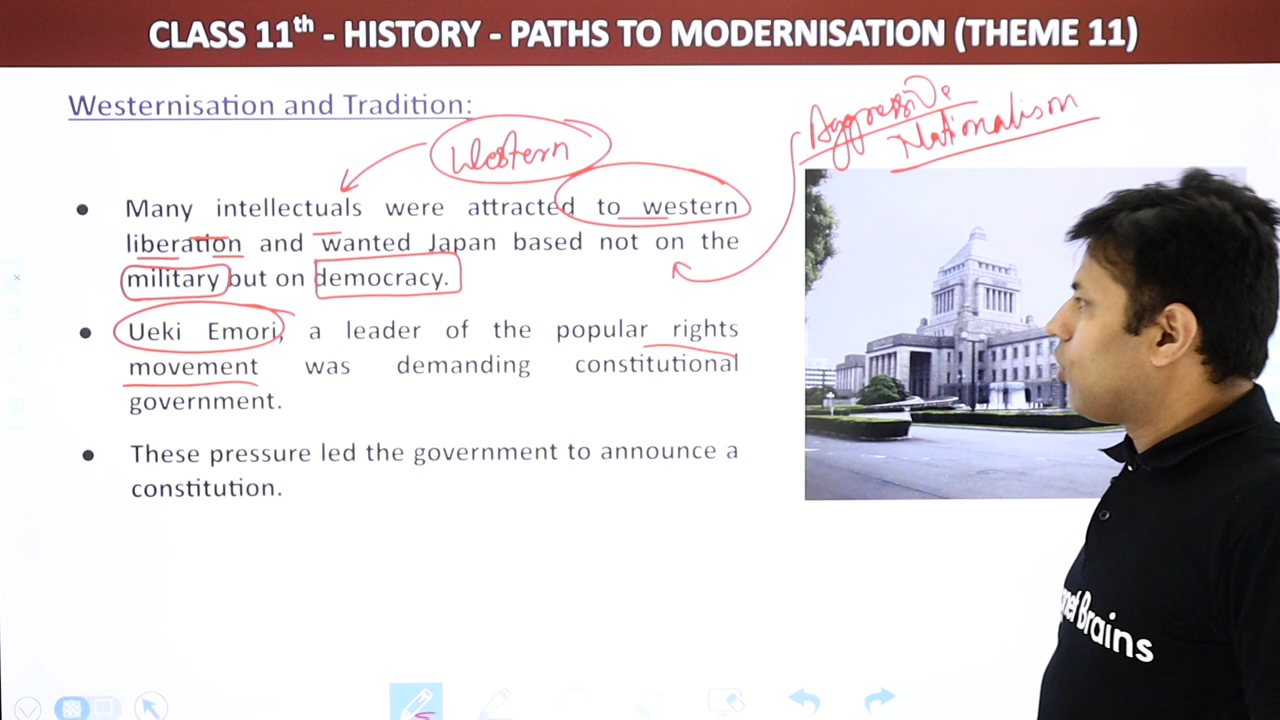 CLASS 11th - HISTORY - PATHS TO MODERNISATION (THEME 11)
Westernisation and Tradition:
Aggressive
Nationalism
Western
● Many intellectuals were attracted to western
liberation and wanted Japan based not on the
military but on democracy.
● Ueki Emori, a leader of the popular rights
movement was demanding constitutional
government.
● These pressure led the government to announce a
constitution.
net Brains